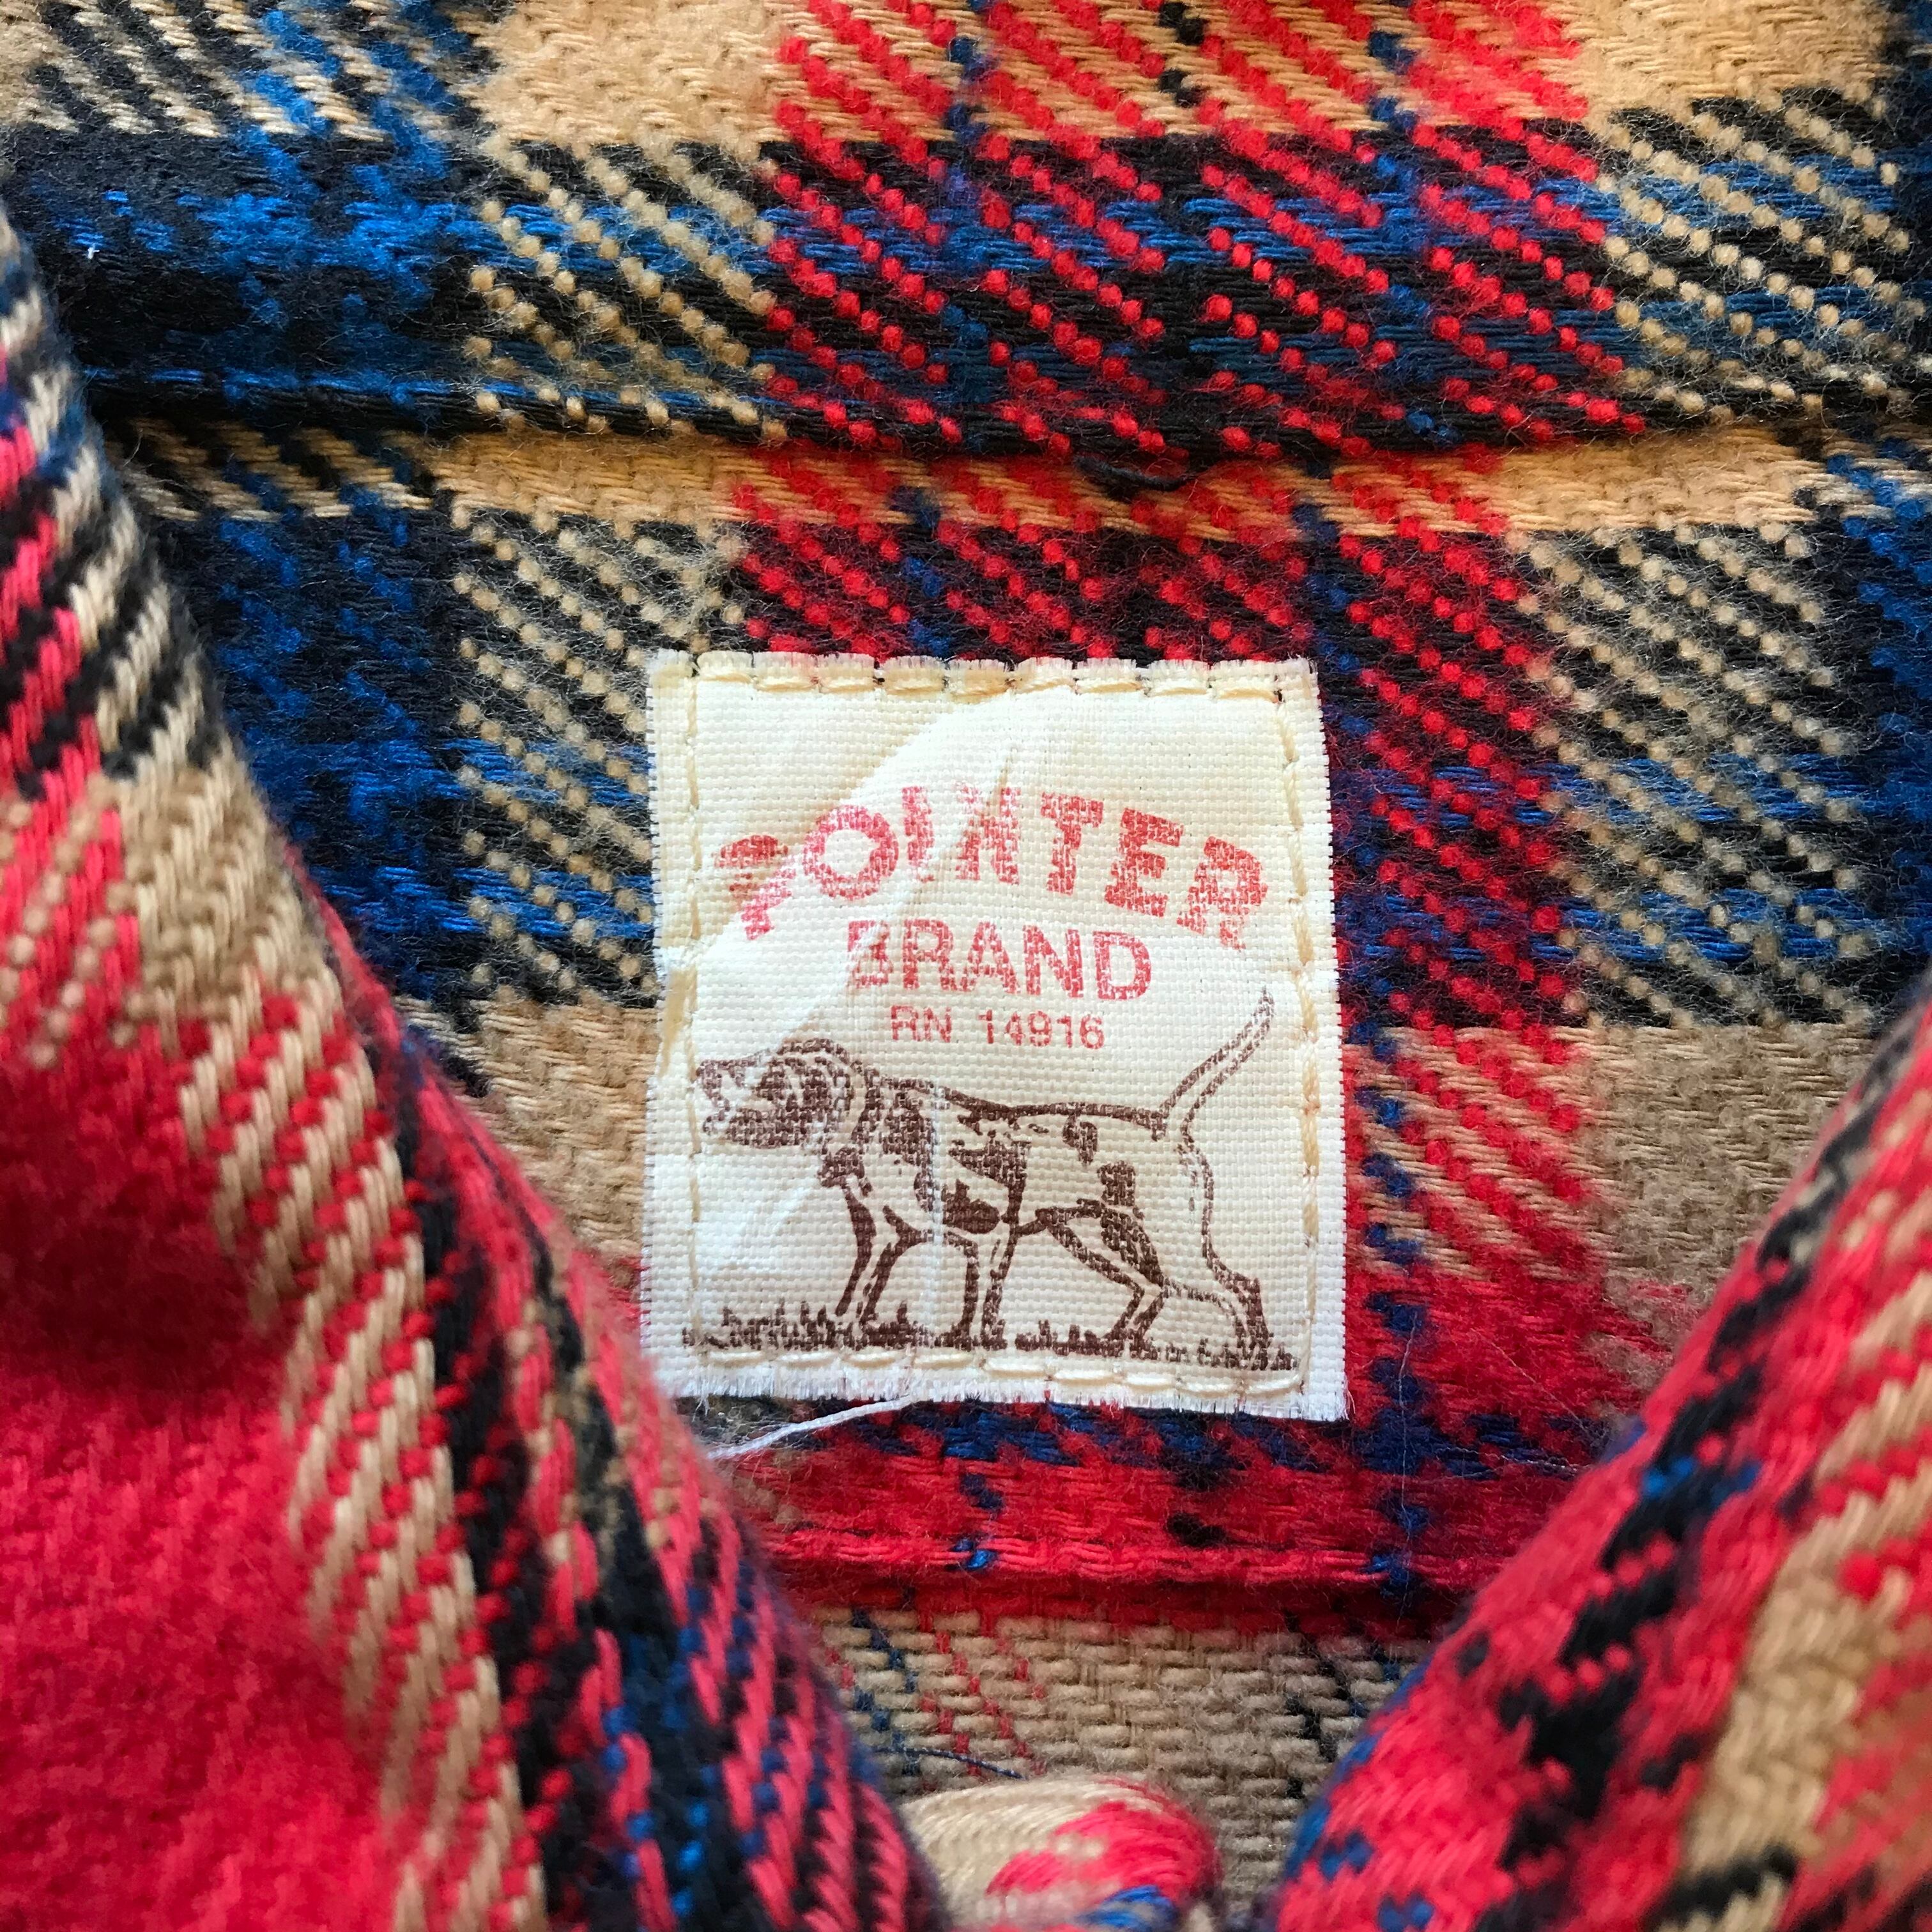 POINTER
BRAND
RN 14916